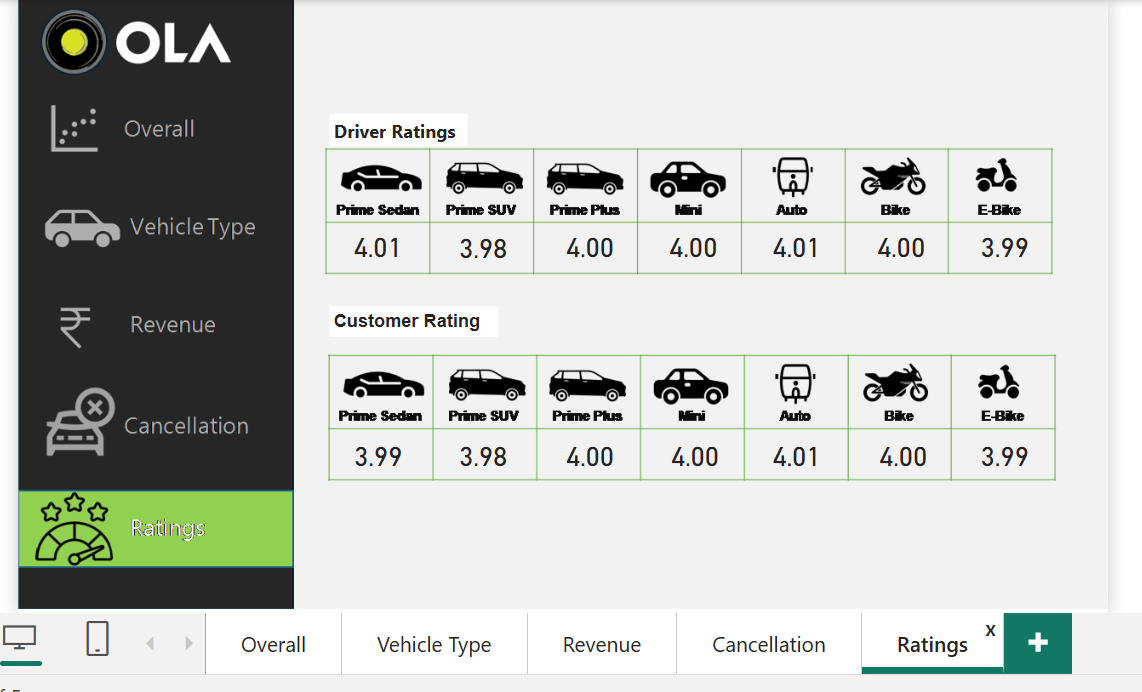 OLA
Overall
Vehicle Type
Revenue
Cancellation
Ratings
Driver Ratings
Prime Sedan Prime SUV Prime Plus Mini Auto Bike E-Bike
4.01 3.98 4.00 4.00 4.01 4.00 3.99
Customer Rating
Prime Sedan Prime SUV Prime Plus Mini Auto Bike E-Bike
3.99 3.98 4.00 4.00 4.01 4.00 3.99
Overall Vehicle Type Revenue Cancellation Ratings x +